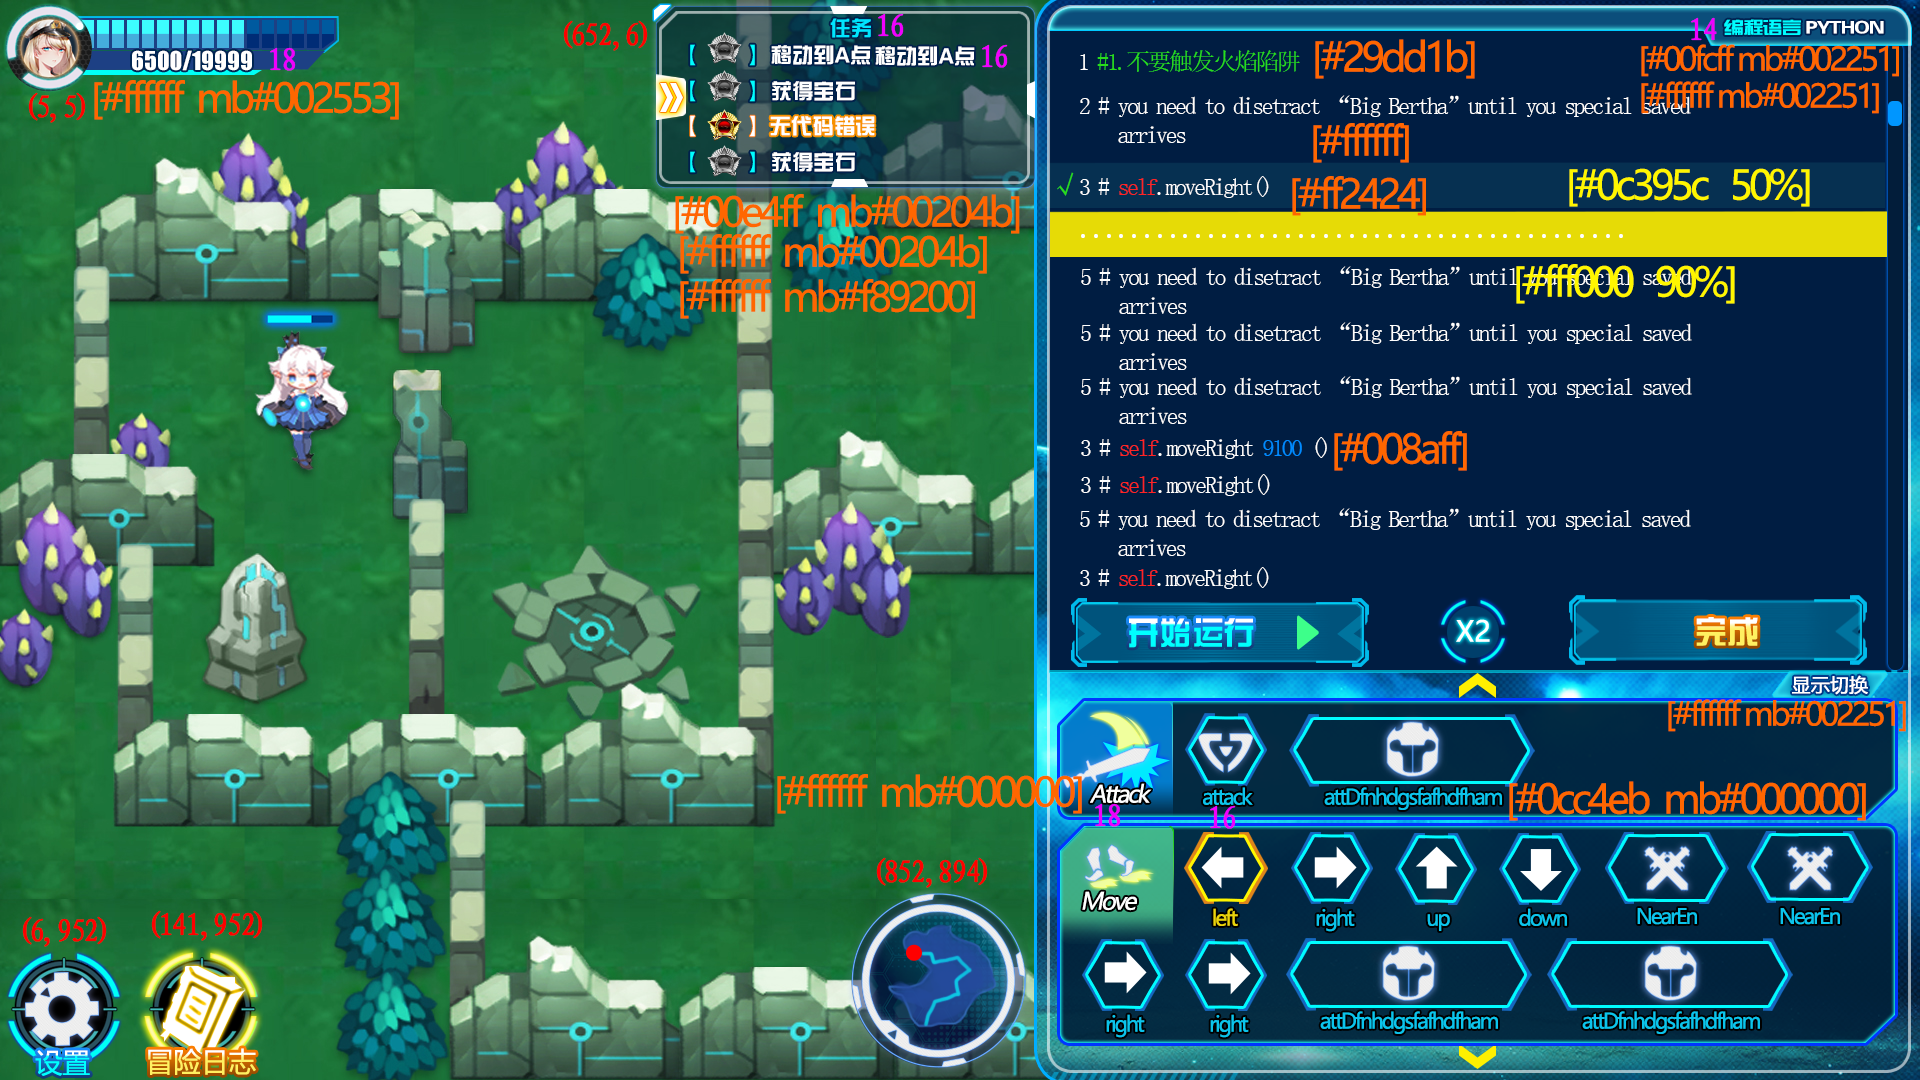 6500/19999
18
(5, 5)
[#ffffff mb#002553]
(652, 6)
任务 16
【】移动到A点 移动到A点 16
【】获得宝石
【】无代码错误
【】获得宝石
[#00e4ff mb#00204b]
[#ffffff mb#00204b]
[#ffffff mb#f89200]
14 编程语言 PYTHON
[#00fcff mb#002251]
[#ffffff mb#002251]
1 #1. 不要触发火焰陷阱 [#29dd1b]
2 # you need to disetract “Big Bertha” until you special saved
arrives
[#ffffff]
√ 3 # self.moveRight() [#ff2424] [#0c395c 50%]
............................................
5 # you need to disetract “Big Bertha” until you special saved
[#fff000 90%]
arrives
5 # you need to disetract “Big Bertha” until you special saved
arrives
5 # you need to disetract “Big Bertha” until you special saved
arrives
3 # self.moveRight 9100 () [#008aff]
3 # self.moveRight()
5 # you need to disetract “Big Bertha” until you special saved
arrives
3 # self.moveRight()
开始运行
X2
完成
显示切换
[#ffffff mb#002251]
[#ffffff mb#000000]
Attack
18
attack
16
attDfnhdgsfafhdfham
[#0cc4eb mb#000000]
Move
left
right
up
down
NearEn
NearEn
right
right
attDfnhdgsfafhdfham
attDfnhdgsfafhdfham
(852, 894)
(6, 952)
(141, 952)
设置
冒险日志